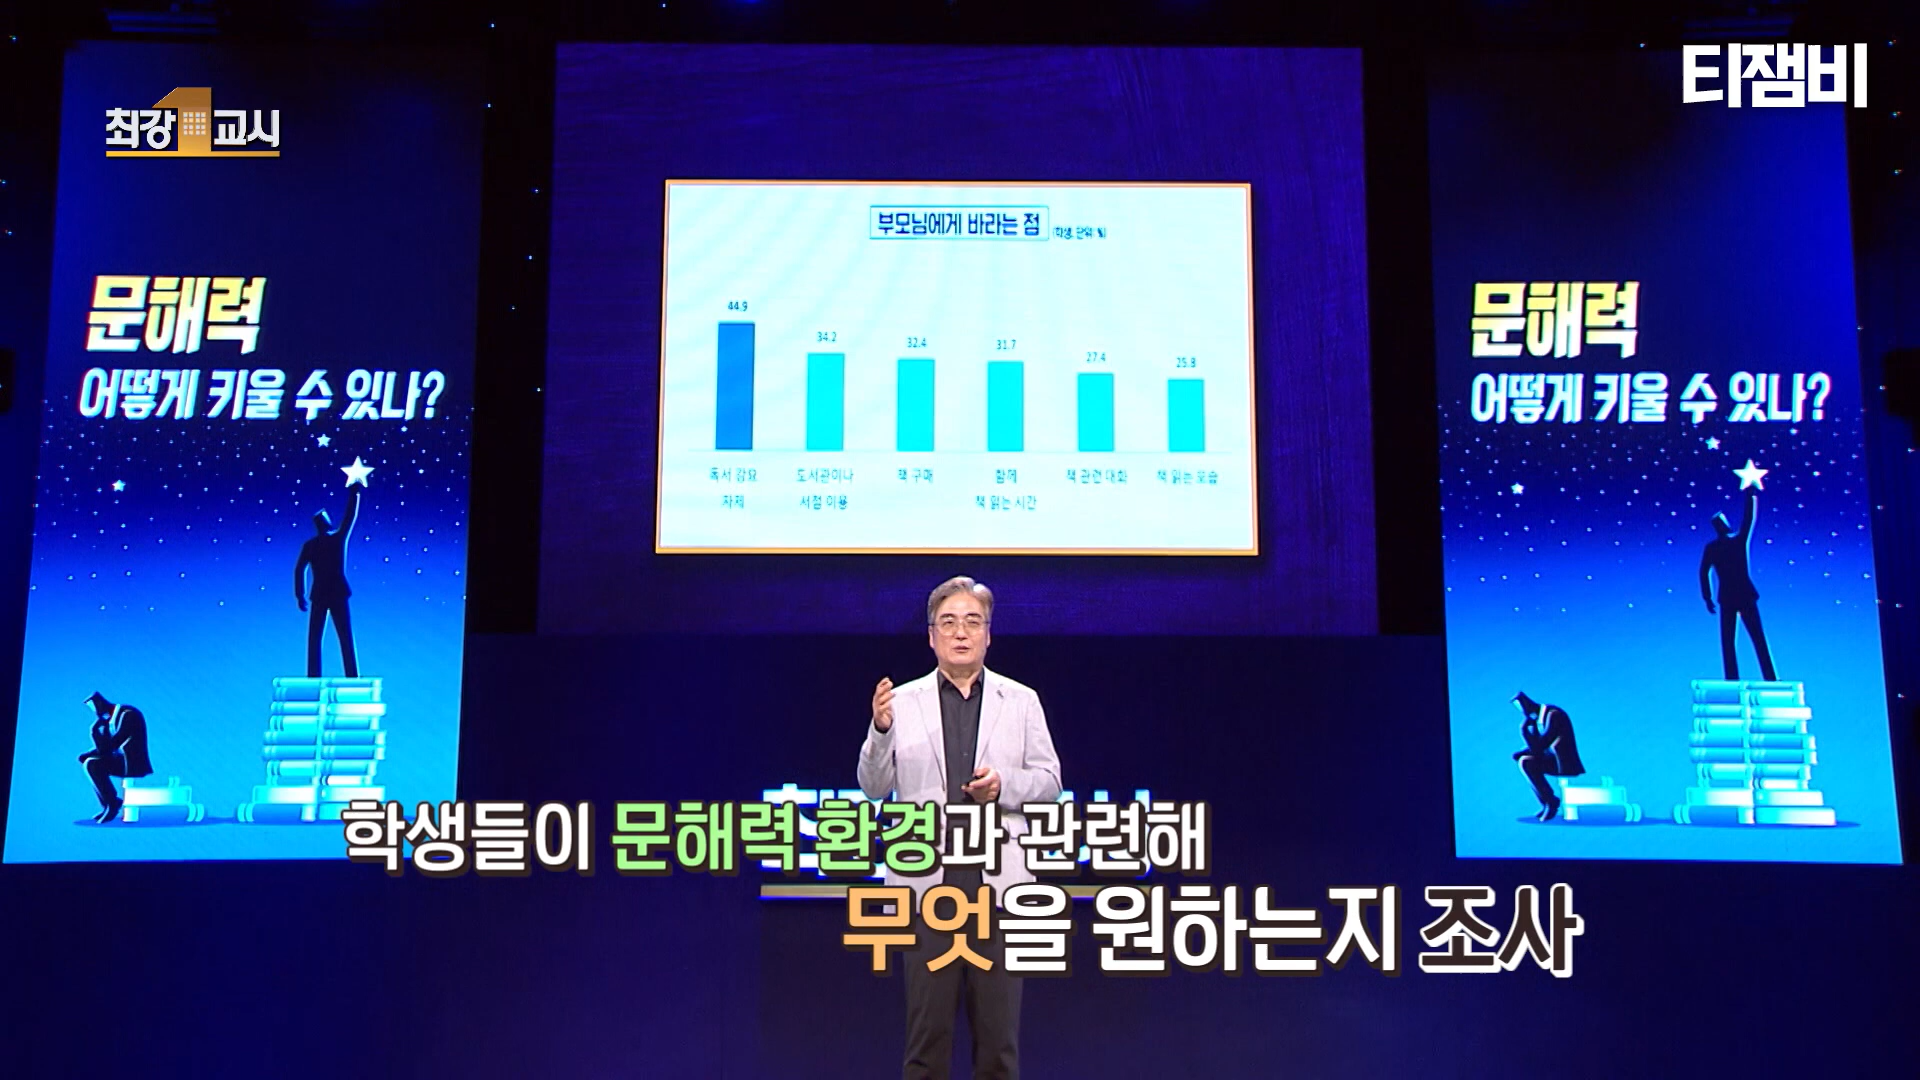 최강1교시
티잼비
문해력
어떻게 키울 수 있나?
부모님에게 바라는 점 (학생, 단위: %)
44.9
34.2
32.4
31.7
27.4
25.8
독서 강요
자제
도서관이나
서점 이용
책 구매
함께
책 읽는 시간
책 관련 대화
책 읽는 모습
문해력
어떻게 키울 수 있나?
학생들이 문해력 환경과 관련해
무엇을 원하는지 조사